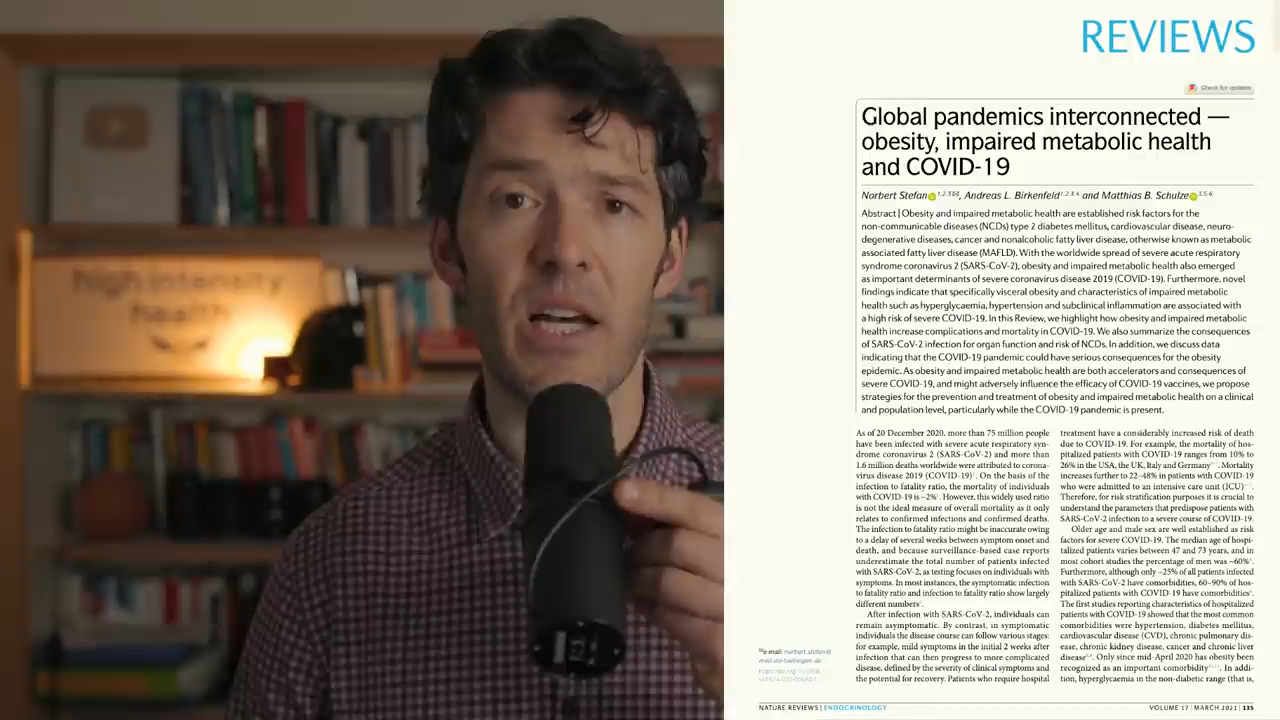 REVIEWS
Check for updates
Global pandemics interconnected —
obesity, impaired metabolic health
and COVID-19
Norbert Stefan, Andreas L. Birkenfeld and Matthias B. Schulze
Abstract | Obesity and impaired metabolic health are established risk factors for the
non-communicable diseases (NCDs) type 2 diabetes mellitus, cardiovascular disease, neuro-
degenerative diseases, cancer and nonalcoholic fatty liver disease, otherwise known as metabolic
associated fatty liver disease (MAFLD). With the worldwide spread of severe acute respiratory
syndrome coronavirus 2 (SARS-CoV-2), obesity and impaired metabolic health also emerged
as important determinants of severe coronavirus disease 2019 (COVID-19). Furthermore, novel
findings indicate that specifically visceral obesity and characteristics of impaired metabolic
health such as hyperglycaemia, hypertension and subclinical inflammation are associated with
a high risk of severe COVID-19. In this Review, we highlight how obesity and impaired metabolic
health increase complications and mortality in COVID-19. We also summarize the consequences
of SARS-CoV-2 infection for organ function and risk of NCDs. In addition, we discuss data
indicating that the COVID-19 pandemic could have serious consequences for the obesity
epidemic. As obesity and impaired metabolic health are both accelerators and consequences of
severe COVID-19, and might adversely influence the efficacy of COVID-19 vaccines, we propose
strategies for the prevention and treatment of obesity and impaired metabolic health on a clinical
and population level, particularly while the COVID-19 pandemic is present.
As of 20 December 2020, more than 75 million people
have been infected with severe acute respiratory syn-
drome coronavirus 2 (SARS-CoV-2) and more than
1.6 million deaths worldwide were attributed to corona-
virus disease 2019 (COVID-19). On the basis of the
infection to fatality ratio, the mortality of individuals
with COVID-19 is ~2%. However, this widely used ratio
is not the ideal measure of overall mortality as it only
relates to confirmed infections and confirmed deaths.
The infection to fatality ratio might be inaccurate owing
to a delay of several weeks between symptom onset and
death, and because surveillance-based case reports
underestimate the total number of patients infected
with SARS-CoV-2, as testing focuses on individuals with
symptoms. In most instances, the symptomatic infection
to fatality ratio and infection to fatality ratio show largely
different numbers.
After infection with SARS-CoV-2, individuals can
remain asymptomatic. By contrast, in symptomatic
individuals the disease course can follow various stages:
for example, mild symptoms in the initial 2 weeks after
infection that can then progress to more complicated
disease, defined by the severity of clinical symptoms and
the potential for recovery. Patients who require hospital
treatment have a considerably increased risk of death
due to COVID-19. For example, the mortality of hos-
pitalized patients with COVID-19 ranges from 10% to
26% in the USA, the UK, Italy and Germany. Mortality
increases further to 22–48% in patients with COVID-19
who were admitted to an intensive care unit (ICU).
Therefore, for risk stratification purposes it is crucial to
understand the parameters that predispose patients with
SARS-CoV-2 infection to a severe course of COVID-19.
Older age and male sex are well established as risk
factors for severe COVID-19. The median age of hospi-
talized patients varies between 47 and 73 years, and in
most cohort studies the percentage of men was ~60%.
Furthermore, although only ~25% of all patients infected
with SARS-CoV-2 have comorbidities, 60–90% of hos-
pitalized patients with COVID-19 have comorbidities.
The first studies reporting characteristics of hospitalized
patients with COVID-19 showed that the most common
comorbidities were hypertension, diabetes mellitus,
cardiovascular disease (CVD), chronic pulmonary dis-
ease, chronic kidney disease, cancer and chronic liver
disease. Only since mid-April 2020 has obesity been
recognized as an important comorbidity. In addi-
tion, hyperglycaemia in the non-diabetic range (that is,
e-mail: norbert.stefan@
med.uni-tuebingen.de
NATURE REVIEWS | ENDOCRINOLOGY
VOLUME 17 | MARCH 2021 | 135